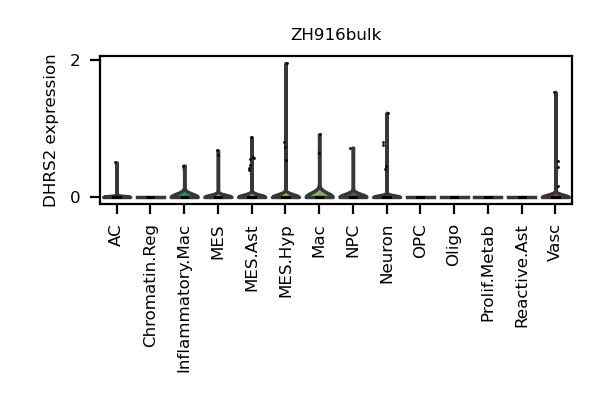 ZH916bulk
DHRS2 expression
2
0
AC
Chromatin.Reg
Inflammatory.Mac
MES
MES.Ast
MES.Hyp
Mac
NPC
Neuron
OPC
Oligo
Prolif.Metab
Reactive.Ast
Vasc